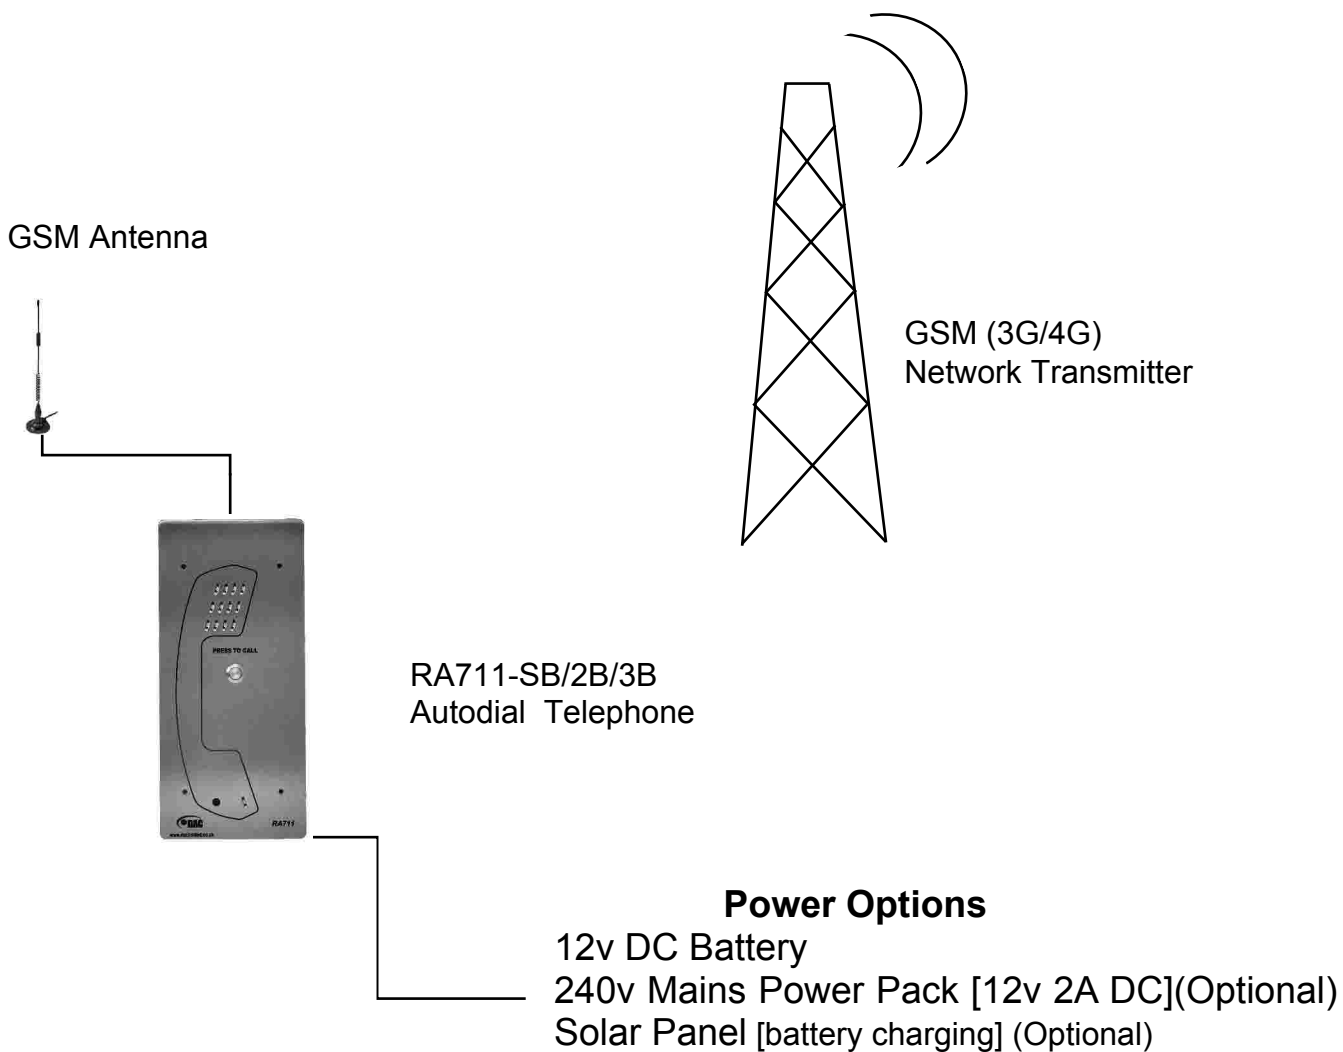 GSM Antenna
GSM (3G/4G)
Network Transmitter
PRESS TO CALL
RA711-SB/2B/3B
Autodial Telephone
DAC
RA711
Power Options
12v DC Battery
240v Mains Power Pack [12v 2A DC](Optional)
Solar Panel [battery charging] (Optional)